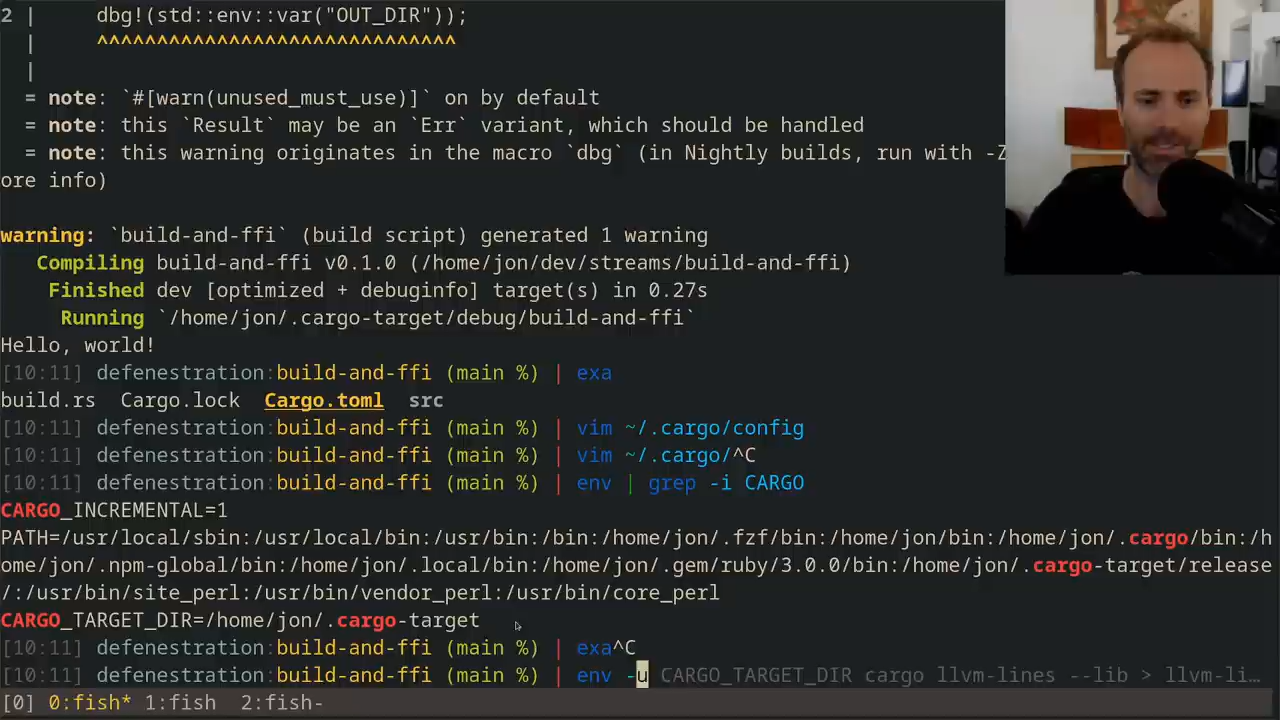 2 |     dbg!(std::env::var("OUT_DIR"));
  |     ^^^^^^^^^^^^^^^^^^^^^^^^^^^^^^
  |
  = note: `#[warn(unused_must_use)]` on by default
  = note: this `Result` may be an `Err` variant, which should be handled
  = note: this warning originates in the macro `dbg` (in Nightly builds, run with -Z
ore info)
warning: `build-and-ffi` (build script) generated 1 warning
   Compiling build-and-ffi v0.1.0 (/home/jon/dev/streams/build-and-ffi)
    Finished dev [optimized + debuginfo] target(s) in 0.27s
     Running `/home/jon/.cargo-target/debug/build-and-ffi`
Hello, world!
[10:11] defenestration:build-and-ffi (main %) | exa
build.rs  Cargo.lock  Cargo.toml  src
[10:11] defenestration:build-and-ffi (main %) | vim ~/.cargo/config
[10:11] defenestration:build-and-ffi (main %) | vim ~/.cargo/^C
[10:11] defenestration:build-and-ffi (main %) | env | grep -i CARGO
CARGO_INCREMENTAL=1
PATH=/usr/local/sbin:/usr/local/bin:/usr/bin:/bin:/home/jon/.fzf/bin:/home/jon/bin:/home/jon/.cargo/bin:/h
ome/jon/.npm-global/bin:/home/jon/.local/bin:/home/jon/.gem/ruby/3.0.0/bin:/home/jon/.cargo-target/release
/:/usr/bin/site_perl:/usr/bin/vendor_perl:/usr/bin/core_perl
CARGO_TARGET_DIR=/home/jon/.cargo-target
[10:11] defenestration:build-and-ffi (main %) | exa^C
[10:11] defenestration:build-and-ffi (main %) | env -u CARGO_TARGET_DIR cargo llvm-lines --lib > llvm-li…
[0] 0:fish* 1:fish  2:fish-